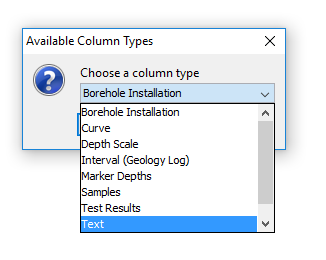 Available Column Types
Choose a column type
Borehole Installation
Borehole Installation
Curve
Depth Scale
Interval (Geology Log)
Marker Depths
Samples
Test Results
Text